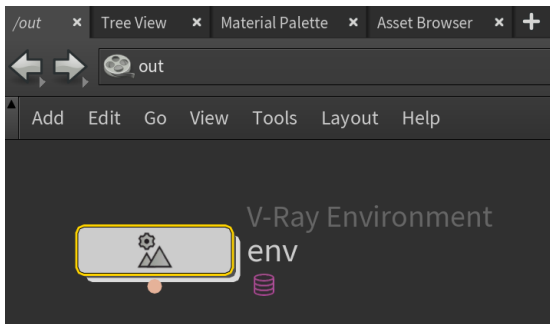 /out Tree View Material Palette Asset Browser
out
Add Edit Go View Tools Layout Help
V-Ray Environment
env